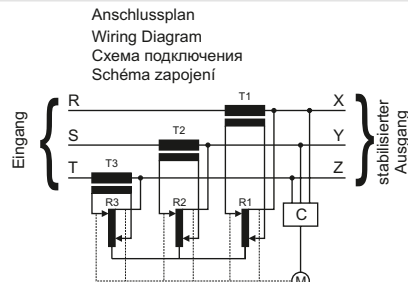 Anschlussplan
Wiring Diagram
Схема подключения
Schéma zapojení
T1
R X
T2
S Y
Eingang
stabilisierter
Ausgang
T3
T Z
R3 R2 R1
C
M